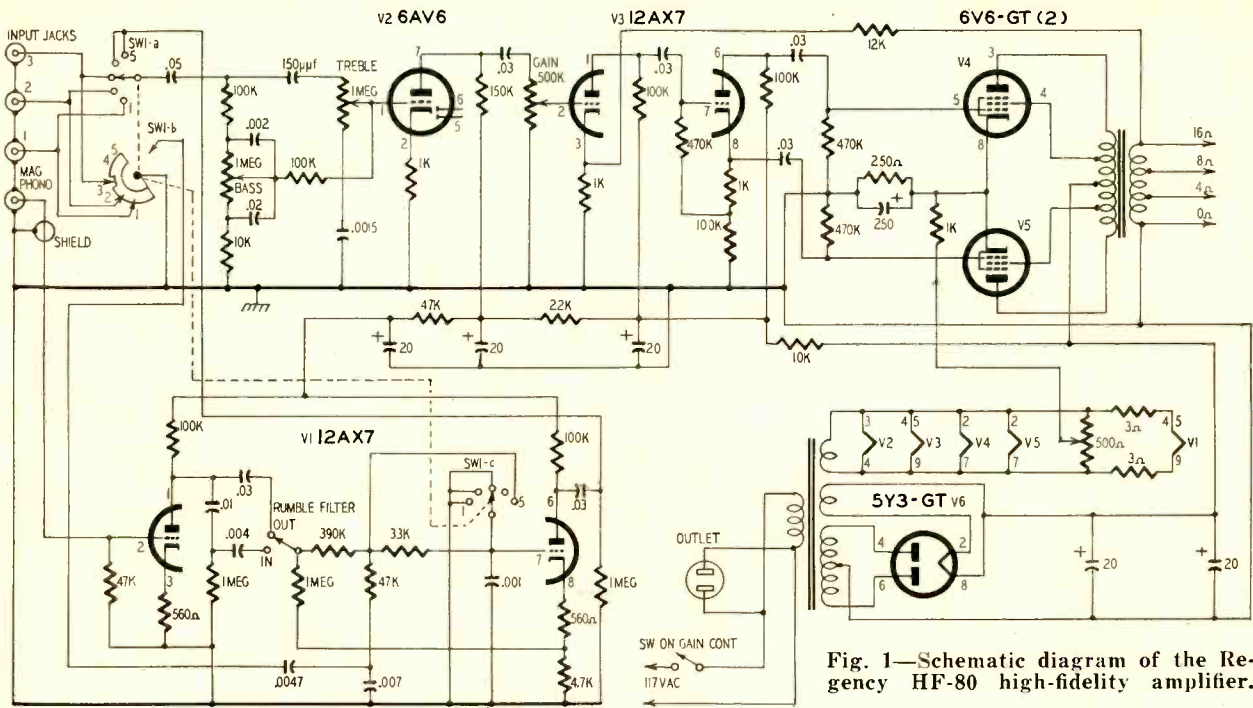 V2 6AV6
V3 12AX7
6V6-GT (2)
INPUT JACKS
3
2
1
MAG
PHONO
SHIELD
SW1-a
5
1
SW1-b
5
4
3
2
1
.05
100K
.002
1MEG
BASS
.02
10K
150µµf
TREBLE
1MEG
100K
.0015
7
1
6
5
2
1K
150K
.03
GAIN
500K
1
2
3
1K
.03
100K
470K
6
7
8
.03
100K
.03
1K
100K
12K
470K
470K
250Ω
+
250
1K
V4
3
5
4
8
V5
16Ω
8Ω
4Ω
0Ω
47K
22K
+
20
+
20
+
20
10K
V1 12AX7
100K
.03
.01
.004
1
2
3
47K
560Ω
1MEG
RUMBLE FILTER
OUT
IN
1MEG
390K
33K
47K
.0047
.007
SW1-c
1
5
.001
100K
6
.03
7
8
560Ω
4.7K
1MEG
OUTLET
SW ON GAIN CONT
117VAC
3
V2
4
4
5
V3
9
2
V4
7
2
V5
7
500Ω
3Ω
3Ω
4
5
V1
9
5Y3-GT V6
4
6
2
8
+
20
+
20
Fig. 1—Schematic diagram of the Re-
gency HF-80 high-fidelity amplifier.